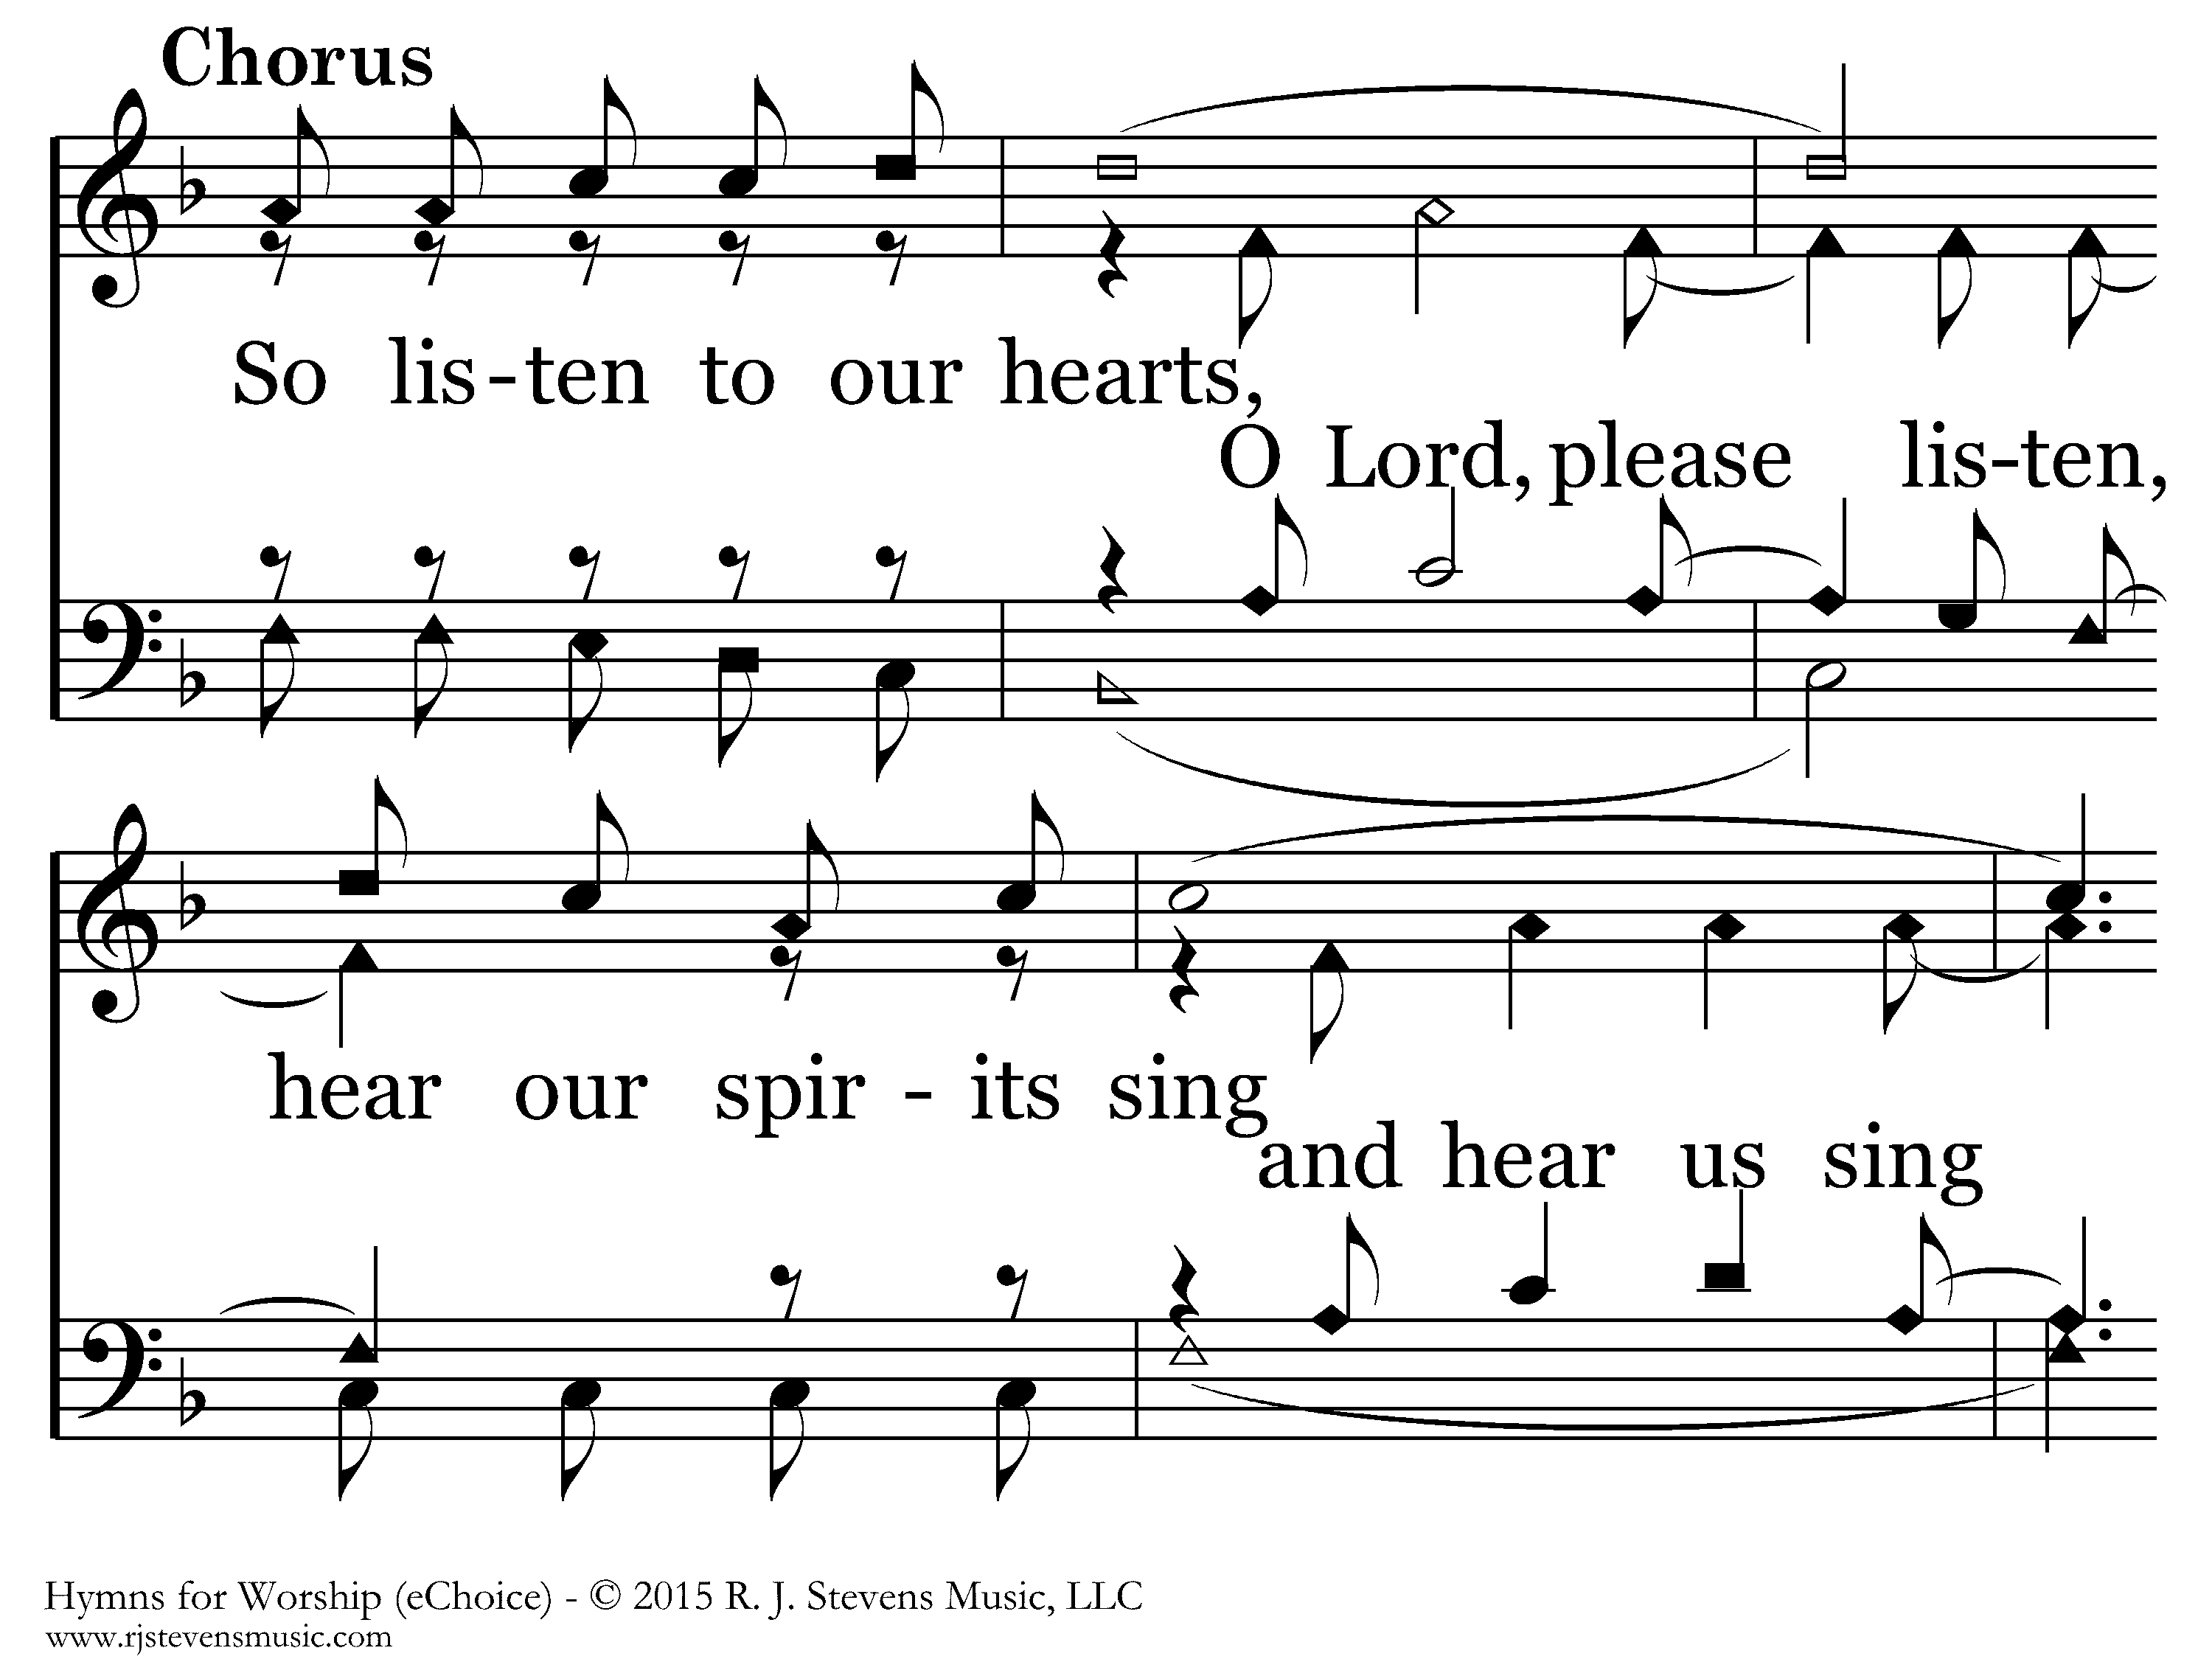 Chorus
So lis-ten to our hearts,
O Lord, please lis-ten,
hear our spir - its sing
and hear us sing
Hymns for Worship (eChoice) - © 2015 R. J. Stevens Music, LLC
www.rjstevensmusic.com